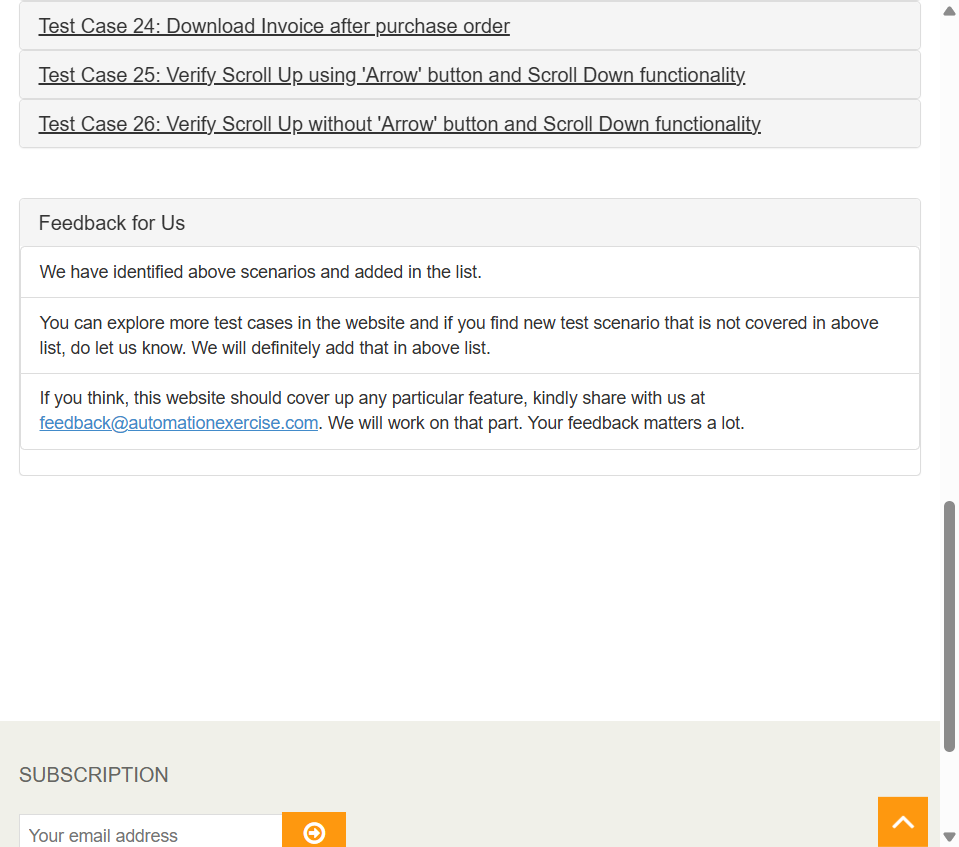 Test Case 24: Download Invoice after purchase order
Test Case 25: Verify Scroll Up using 'Arrow' button and Scroll Down functionality
Test Case 26: Verify Scroll Up without 'Arrow' button and Scroll Down functionality
Feedback for Us
We have identified above scenarios and added in the list.
You can explore more test cases in the website and if you find new test scenario that is not covered in above
list, do let us know. We will definitely add that in above list.
If you think, this website should cover up any particular feature, kindly share with us at
feedback@automationexercise.com. We will work on that part. Your feedback matters a lot.
SUBSCRIPTION
Your email address